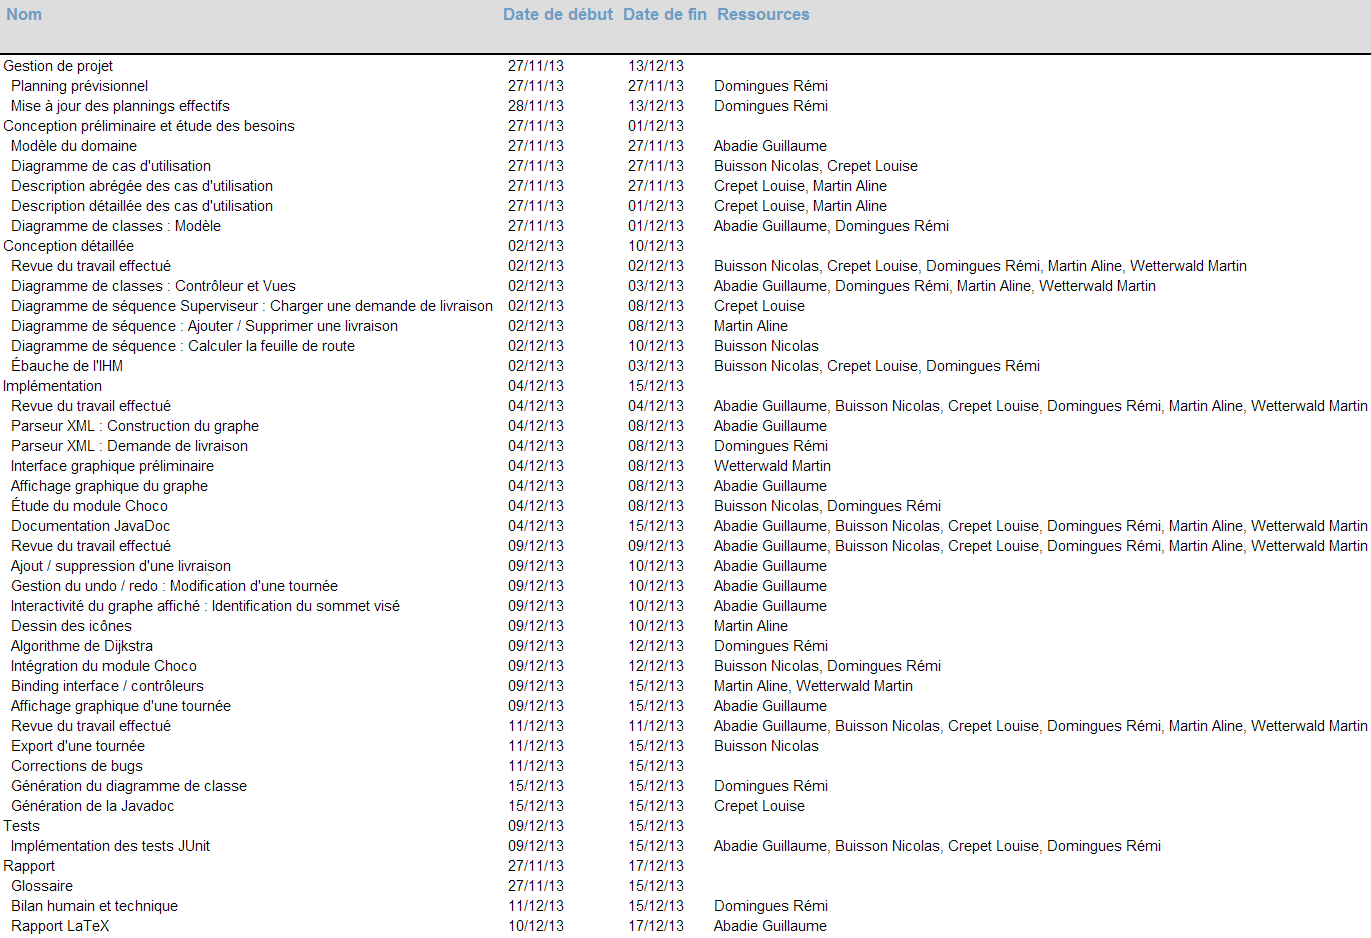 Nom Date de début Date de fin Ressources
Gestion de projet 27/11/13 13/12/13
Planning prévisionnel 27/11/13 27/11/13 Domingues Rémi
Mise à jour des plannings effectifs 28/11/13 13/12/13 Domingues Rémi
Conception préliminaire et étude des besoins 27/11/13 01/12/13
Modèle du domaine 27/11/13 27/11/13 Abadie Guillaume
Diagramme de cas d'utilisation 27/11/13 27/11/13 Buisson Nicolas, Crepet Louise
Description abrégée des cas d'utilisation 27/11/13 27/11/13 Crepet Louise, Martin Aline
Description détaillée des cas d'utilisation 27/11/13 01/12/13 Crepet Louise, Martin Aline
Diagramme de classes : Modèle 27/11/13 01/12/13 Abadie Guillaume, Domingues Rémi
Conception détaillée 02/12/13 10/12/13
Revue du travail effectué 02/12/13 02/12/13 Buisson Nicolas, Crepet Louise, Domingues Rémi, Martin Aline, Wetterwald Martin
Diagramme de classes : Contrôleur et Vues 02/12/13 03/12/13 Abadie Guillaume, Domingues Rémi, Martin Aline, Wetterwald Martin
Diagramme de séquence Superviseur : Charger une demande de livraison 02/12/13 08/12/13 Crepet Louise
Diagramme de séquence : Ajouter / Supprimer une livraison 02/12/13 08/12/13 Martin Aline
Diagramme de séquence : Calculer la feuille de route 02/12/13 10/12/13 Buisson Nicolas
Ébauche de l'IHM 02/12/13 03/12/13 Buisson Nicolas, Crepet Louise, Domingues Rémi
Implémentation 04/12/13 15/12/13
Revue du travail effectué 04/12/13 04/12/13 Abadie Guillaume, Buisson Nicolas, Crepet Louise, Domingues Rémi, Martin Aline, Wetterwald Martin
Parseur XML : Construction du graphe 04/12/13 08/12/13 Abadie Guillaume
Parseur XML : Demande de livraison 04/12/13 08/12/13 Domingues Rémi
Interface graphique préliminaire 04/12/13 08/12/13 Wetterwald Martin
Affichage graphique du graphe 04/12/13 08/12/13 Abadie Guillaume
Étude du module Choco 04/12/13 08/12/13 Buisson Nicolas, Domingues Rémi
Documentation JavaDoc 04/12/13 15/12/13 Abadie Guillaume, Buisson Nicolas, Crepet Louise, Domingues Rémi, Martin Aline, Wetterwald Martin
Revue du travail effectué 09/12/13 09/12/13 Abadie Guillaume, Buisson Nicolas, Crepet Louise, Domingues Rémi, Martin Aline, Wetterwald Martin
Ajout / suppression d'une livraison 09/12/13 10/12/13 Abadie Guillaume
Gestion du undo / redo : Modification d'une tournée 09/12/13 10/12/13 Abadie Guillaume
Interactivité du graphe affiché : Identification du sommet visé 09/12/13 10/12/13 Abadie Guillaume
Dessin des icônes 09/12/13 10/12/13 Martin Aline
Algorithme de Dijkstra 09/12/13 12/12/13 Domingues Rémi
Intégration du module Choco 09/12/13 12/12/13 Buisson Nicolas, Domingues Rémi
Binding interface / contrôleurs 09/12/13 15/12/13 Martin Aline, Wetterwald Martin
Affichage graphique d'une tournée 09/12/13 15/12/13 Abadie Guillaume
Revue du travail effectué 11/12/13 11/12/13 Abadie Guillaume, Buisson Nicolas, Crepet Louise, Domingues Rémi, Martin Aline, Wetterwald Martin
Export d'une tournée 11/12/13 15/12/13 Buisson Nicolas
Corrections de bugs 11/12/13 15/12/13
Génération du diagramme de classe 15/12/13 15/12/13 Domingues Rémi
Génération de la Javadoc 15/12/13 15/12/13 Crepet Louise
Tests 09/12/13 15/12/13
Implémentation des tests JUnit 09/12/13 15/12/13 Abadie Guillaume, Buisson Nicolas, Crepet Louise, Domingues Rémi
Rapport 27/11/13 17/12/13
Glossaire 27/11/13 15/12/13
Bilan humain et technique 11/12/13 15/12/13 Domingues Rémi
Rapport LaTeX 10/12/13 17/12/13 Abadie Guillaume